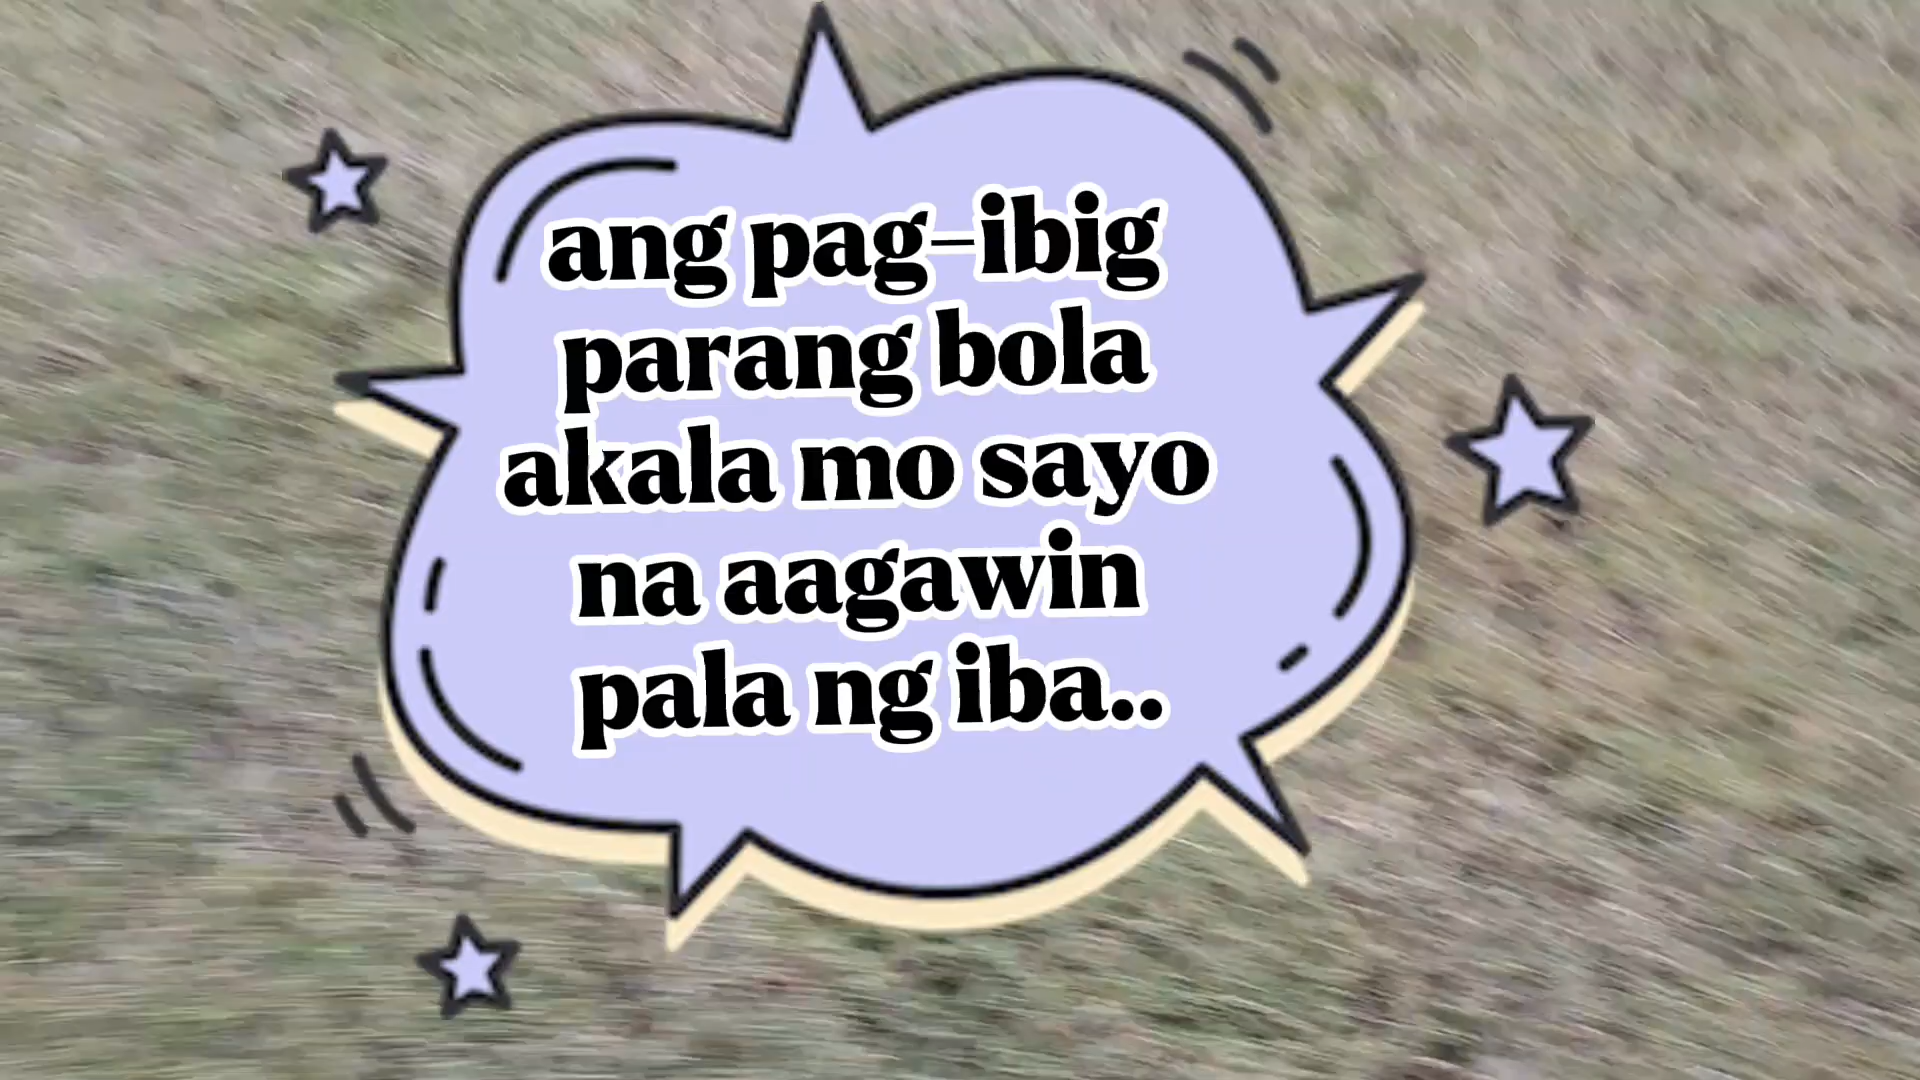 ang pag-ibig
parang bola
akala mo sayo
na aagawin
pala ng iba..